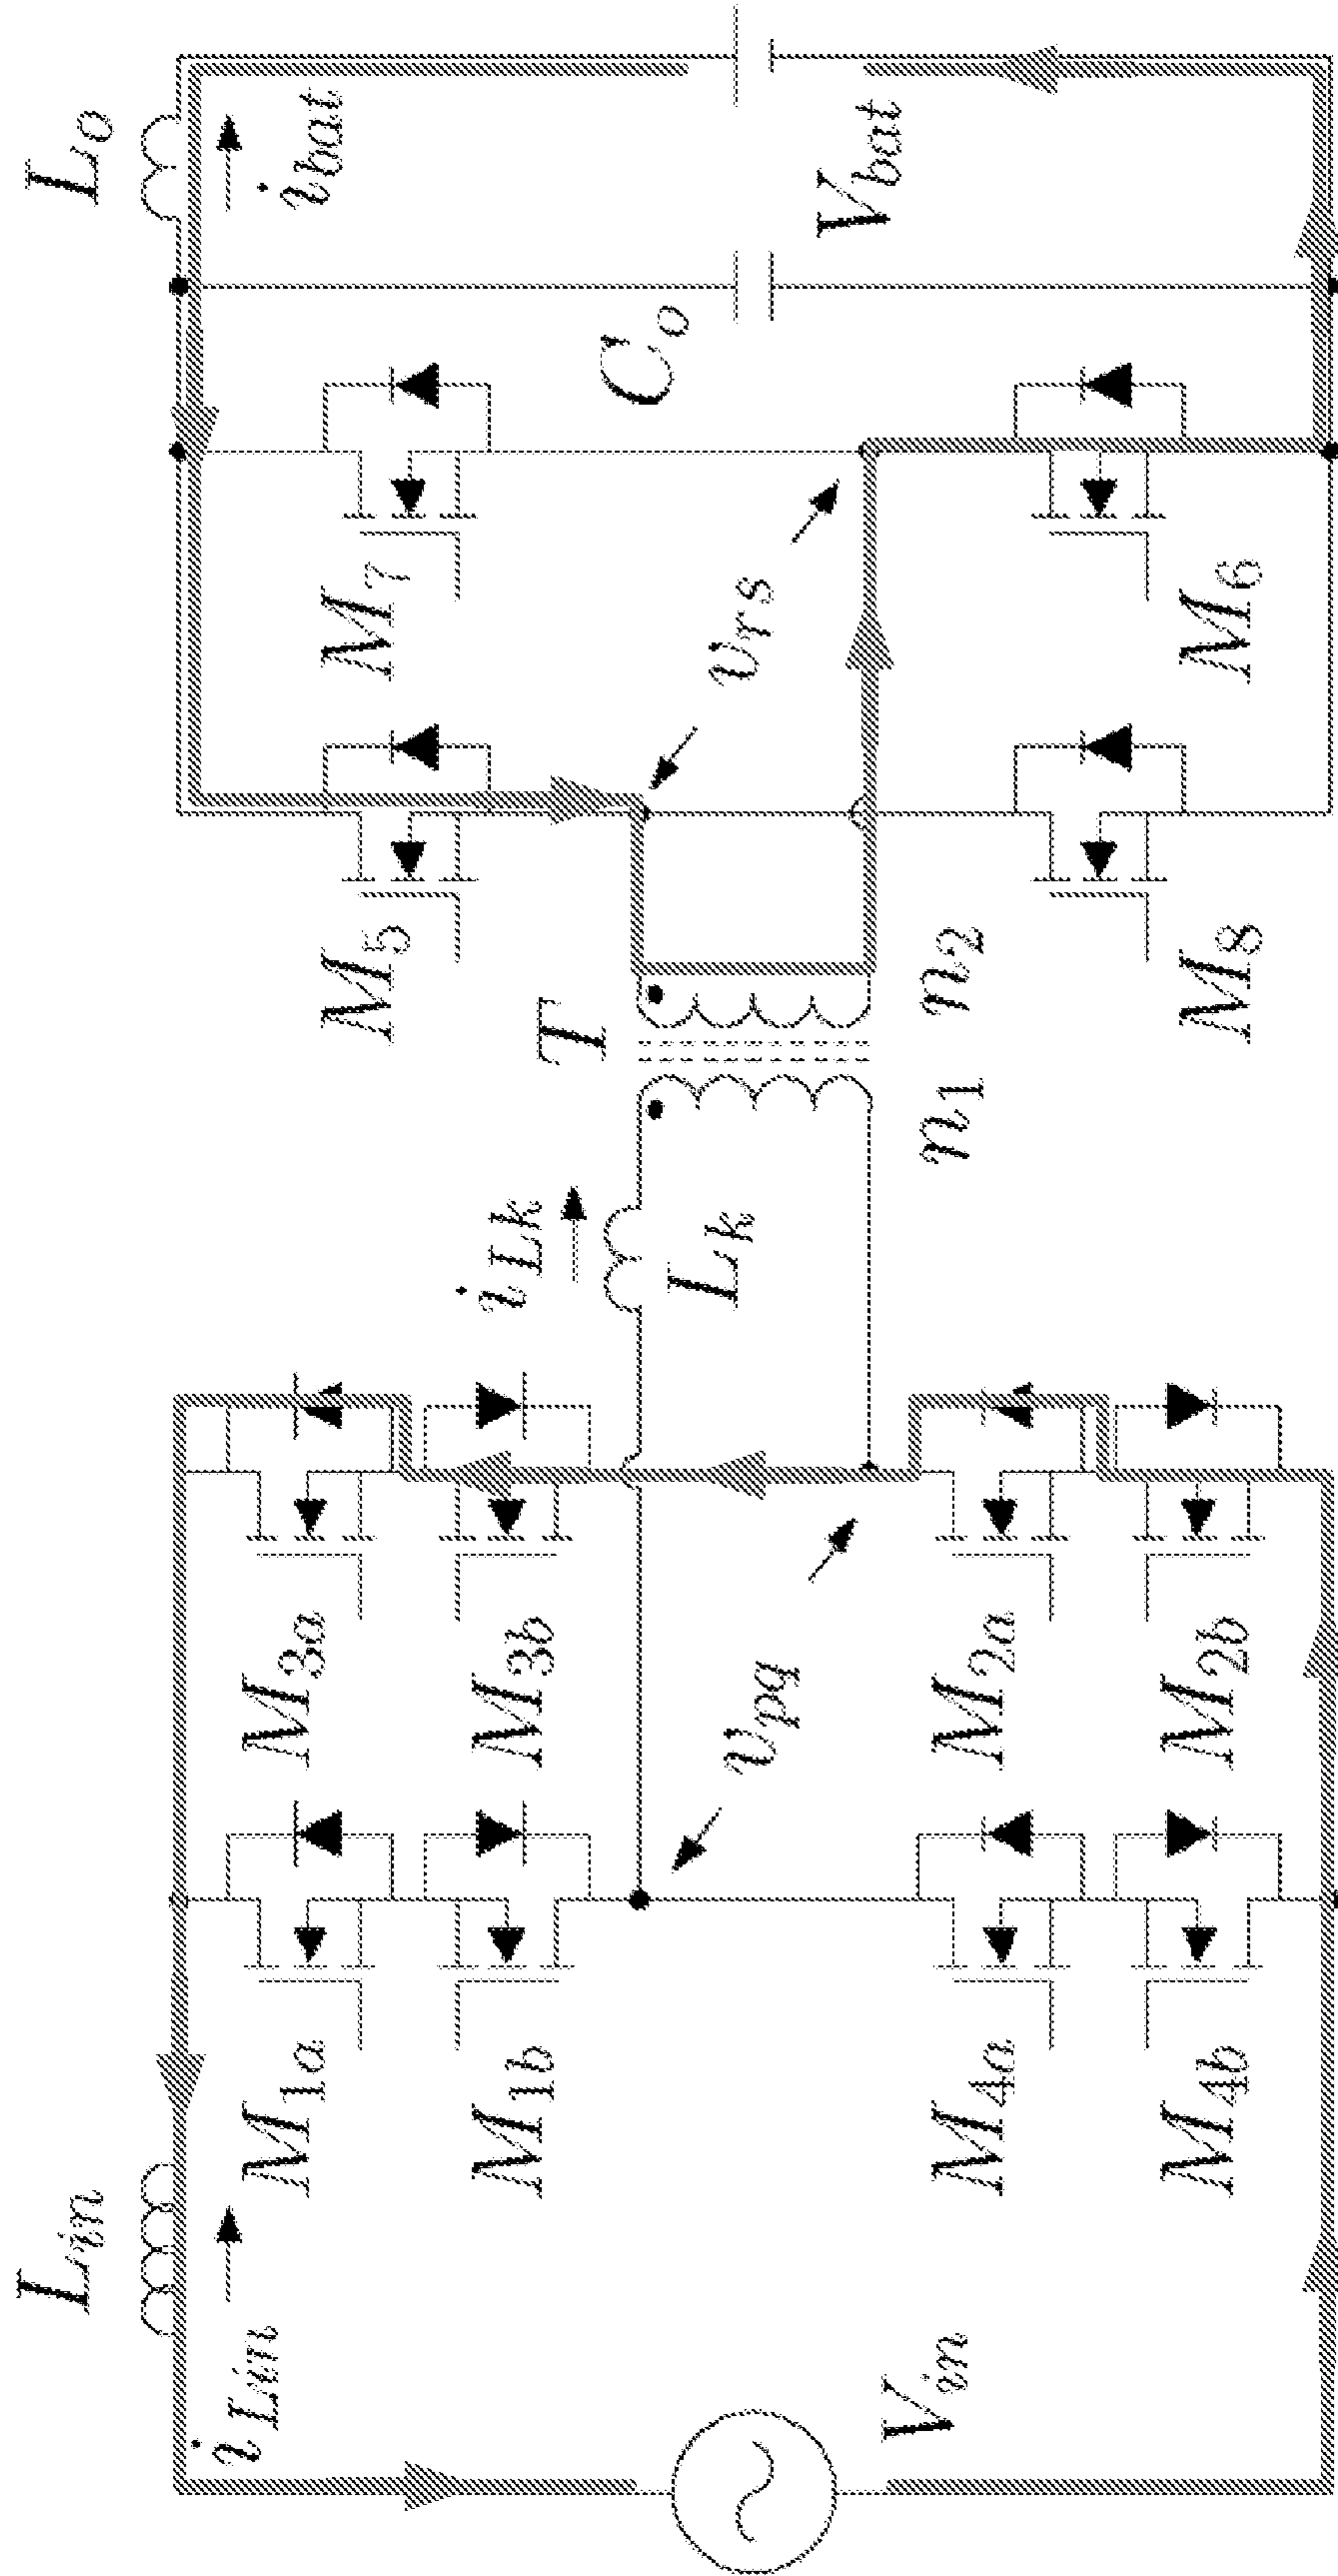 L_in
i_Lin
V_in
M_1a
M_1b
M_4a
M_4b
M_3a
M_3b
v_pq
M_2a
M_2b
i_Lk
L_k
T
n_1 n_2
M_5
M_8
v_rs
M_7
M_6
C_o
L_o
i_bat
V_bat